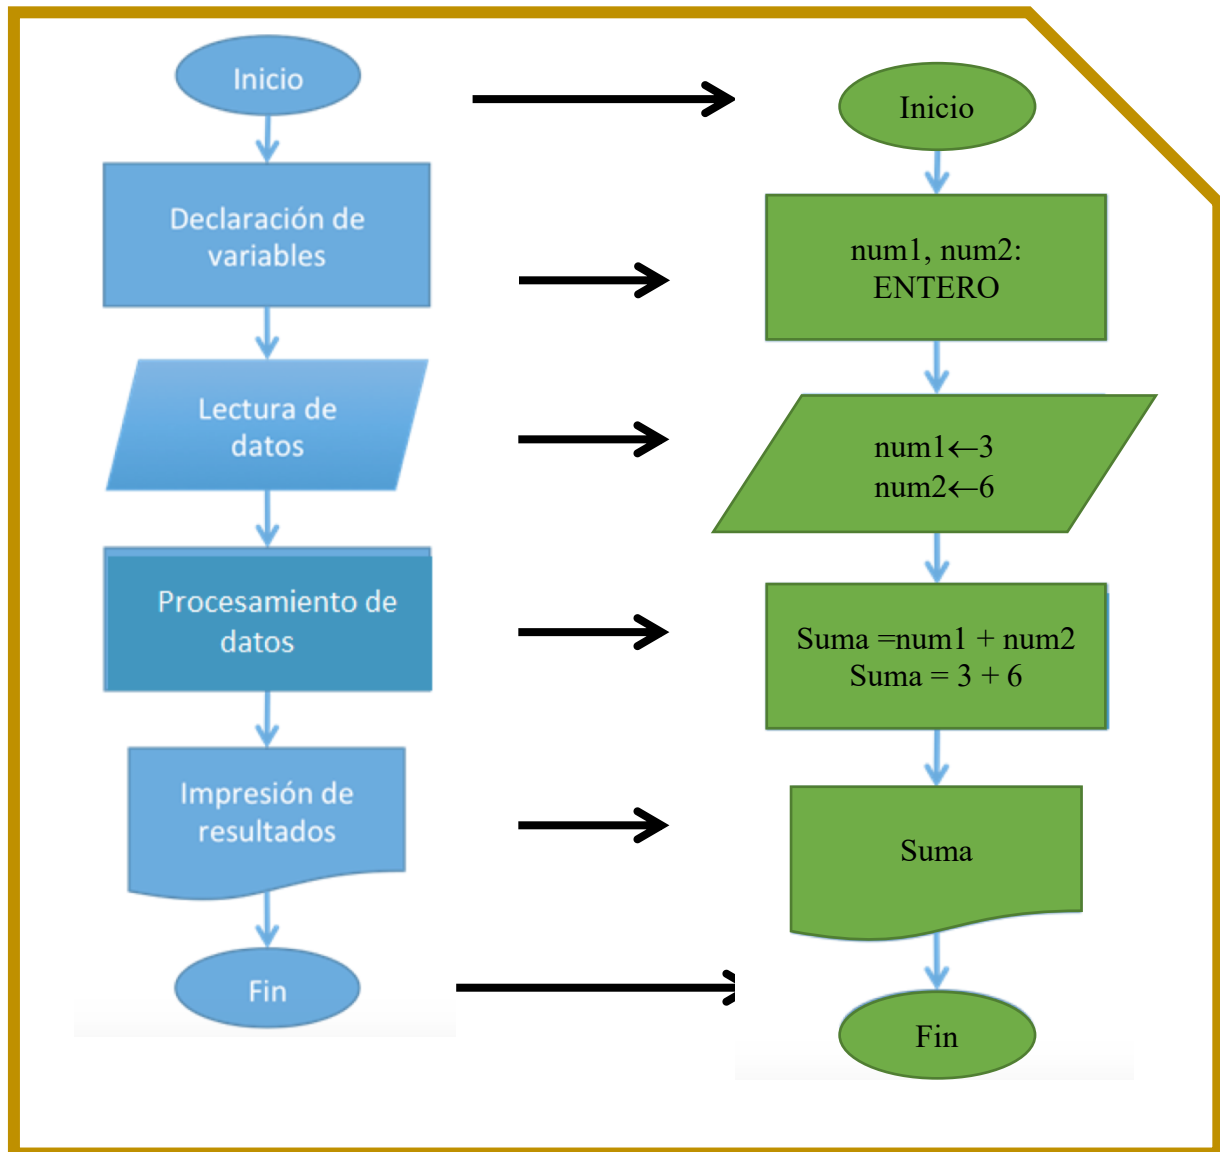 Inicio
Declaración de
variables
Lectura de
datos
Procesamiento de
datos
Impresión de
resultados
Fin
Inicio
num1, num2:
ENTERO
num1←3
num2←6
Suma =num1 + num2
Suma = 3 + 6
Suma
Fin